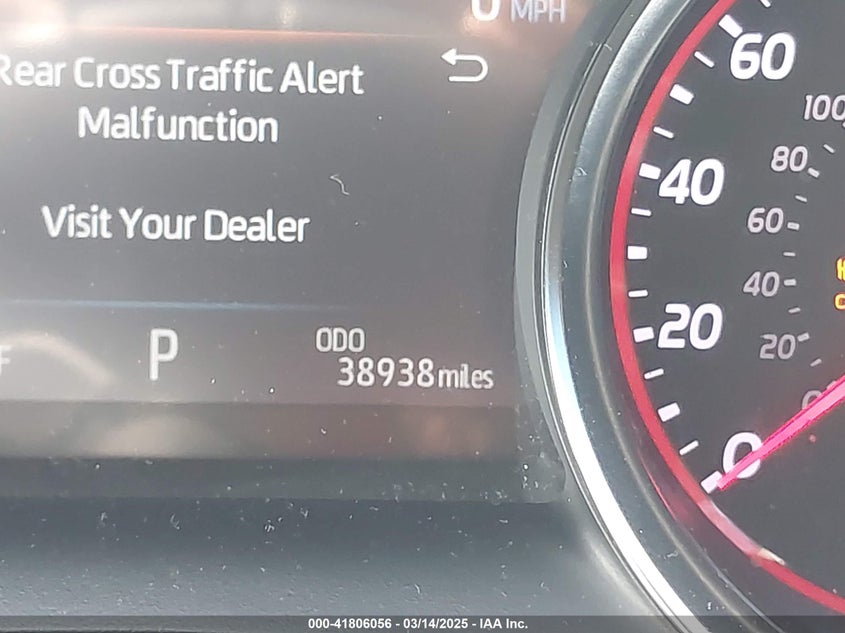 0 MPH
Rear Cross Traffic Alert
Malfunction
Visit Your Dealer
P
ODO
38938 miles
60
40
20
0
100
80
60
40
20
000-41806056 - 03/14/2025 - IAA Inc.